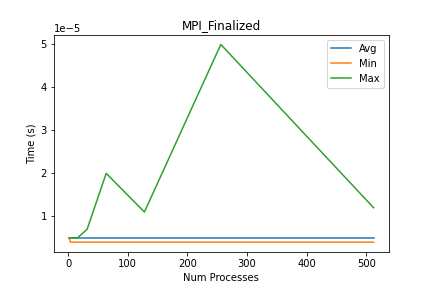 MPI_Finalized
1e−5
Avg
Min
Max
5
4
3
2
1
Time (s)
0
100
200
300
400
500
Num Processes